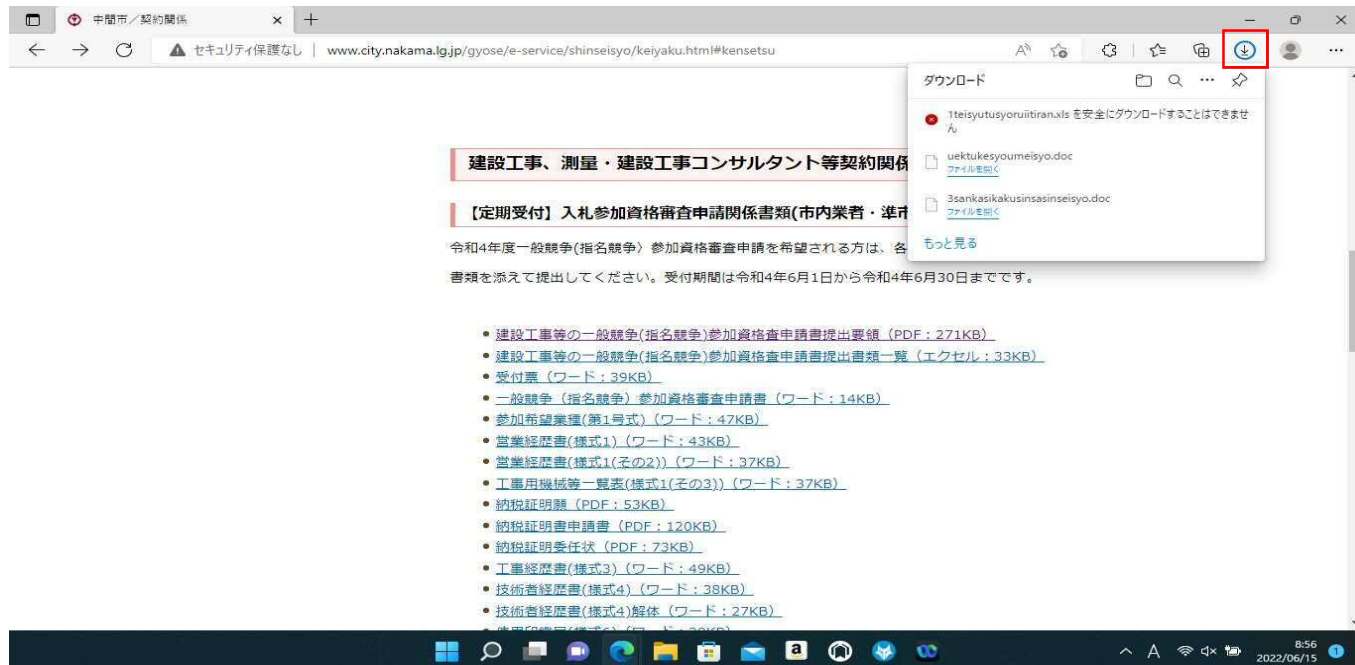 中間市／契約関係
セキュリティ保護なし | www.city.nakama.lg.jp/gyose/e-service/shinseisyo/keiyaku.html#kensetsu
ダウンロード
1teisyutusyoruiitiran.xls を安全にダウンロードすることはできませ
ん
uektukesyoumeisyo.doc
ファイルを開く
3sankasikakusinsasinseisyo.doc
ファイルを開く
もっと見る
建設工事、測量・建設工事コンサルタント等契約関係
【定期受付】入札参加資格審査申請関係書類(市内業者・準市
令和4年度一般競争(指名競争）参加資格審査申請を希望される方は、各
書類を添えて提出してください。受付期間は令和4年6月1日から令和4年6月30日までです。
建設工事等の一般競争(指名競争)参加資格審査申請書提出要領（PDF：271KB）
建設工事等の一般競争(指名競争)参加資格審査申請書提出書類一覧（エクセル：33KB）
受付票（ワード：39KB）
一般競争（指名競争）参加資格審査申請書（ワード：14KB）
参加希望業種(第1号式)（ワード：47KB）
営業経歴書(様式1)（ワード：43KB）
営業経歴書(様式1(その2))（ワード：37KB）
工事用機械等一覧表(様式1(その3))（ワード：37KB）
納税証明願（PDF：53KB）
納税証明書申請書（PDF：120KB）
納税証明委任状（PDF：73KB）
工事経歴書(様式3)（ワード：49KB）
技術者経歴書(様式4)（ワード：38KB）
技術者経歴書(様式4)解体（ワード：27KB）
A
8:56
2022/06/15
1